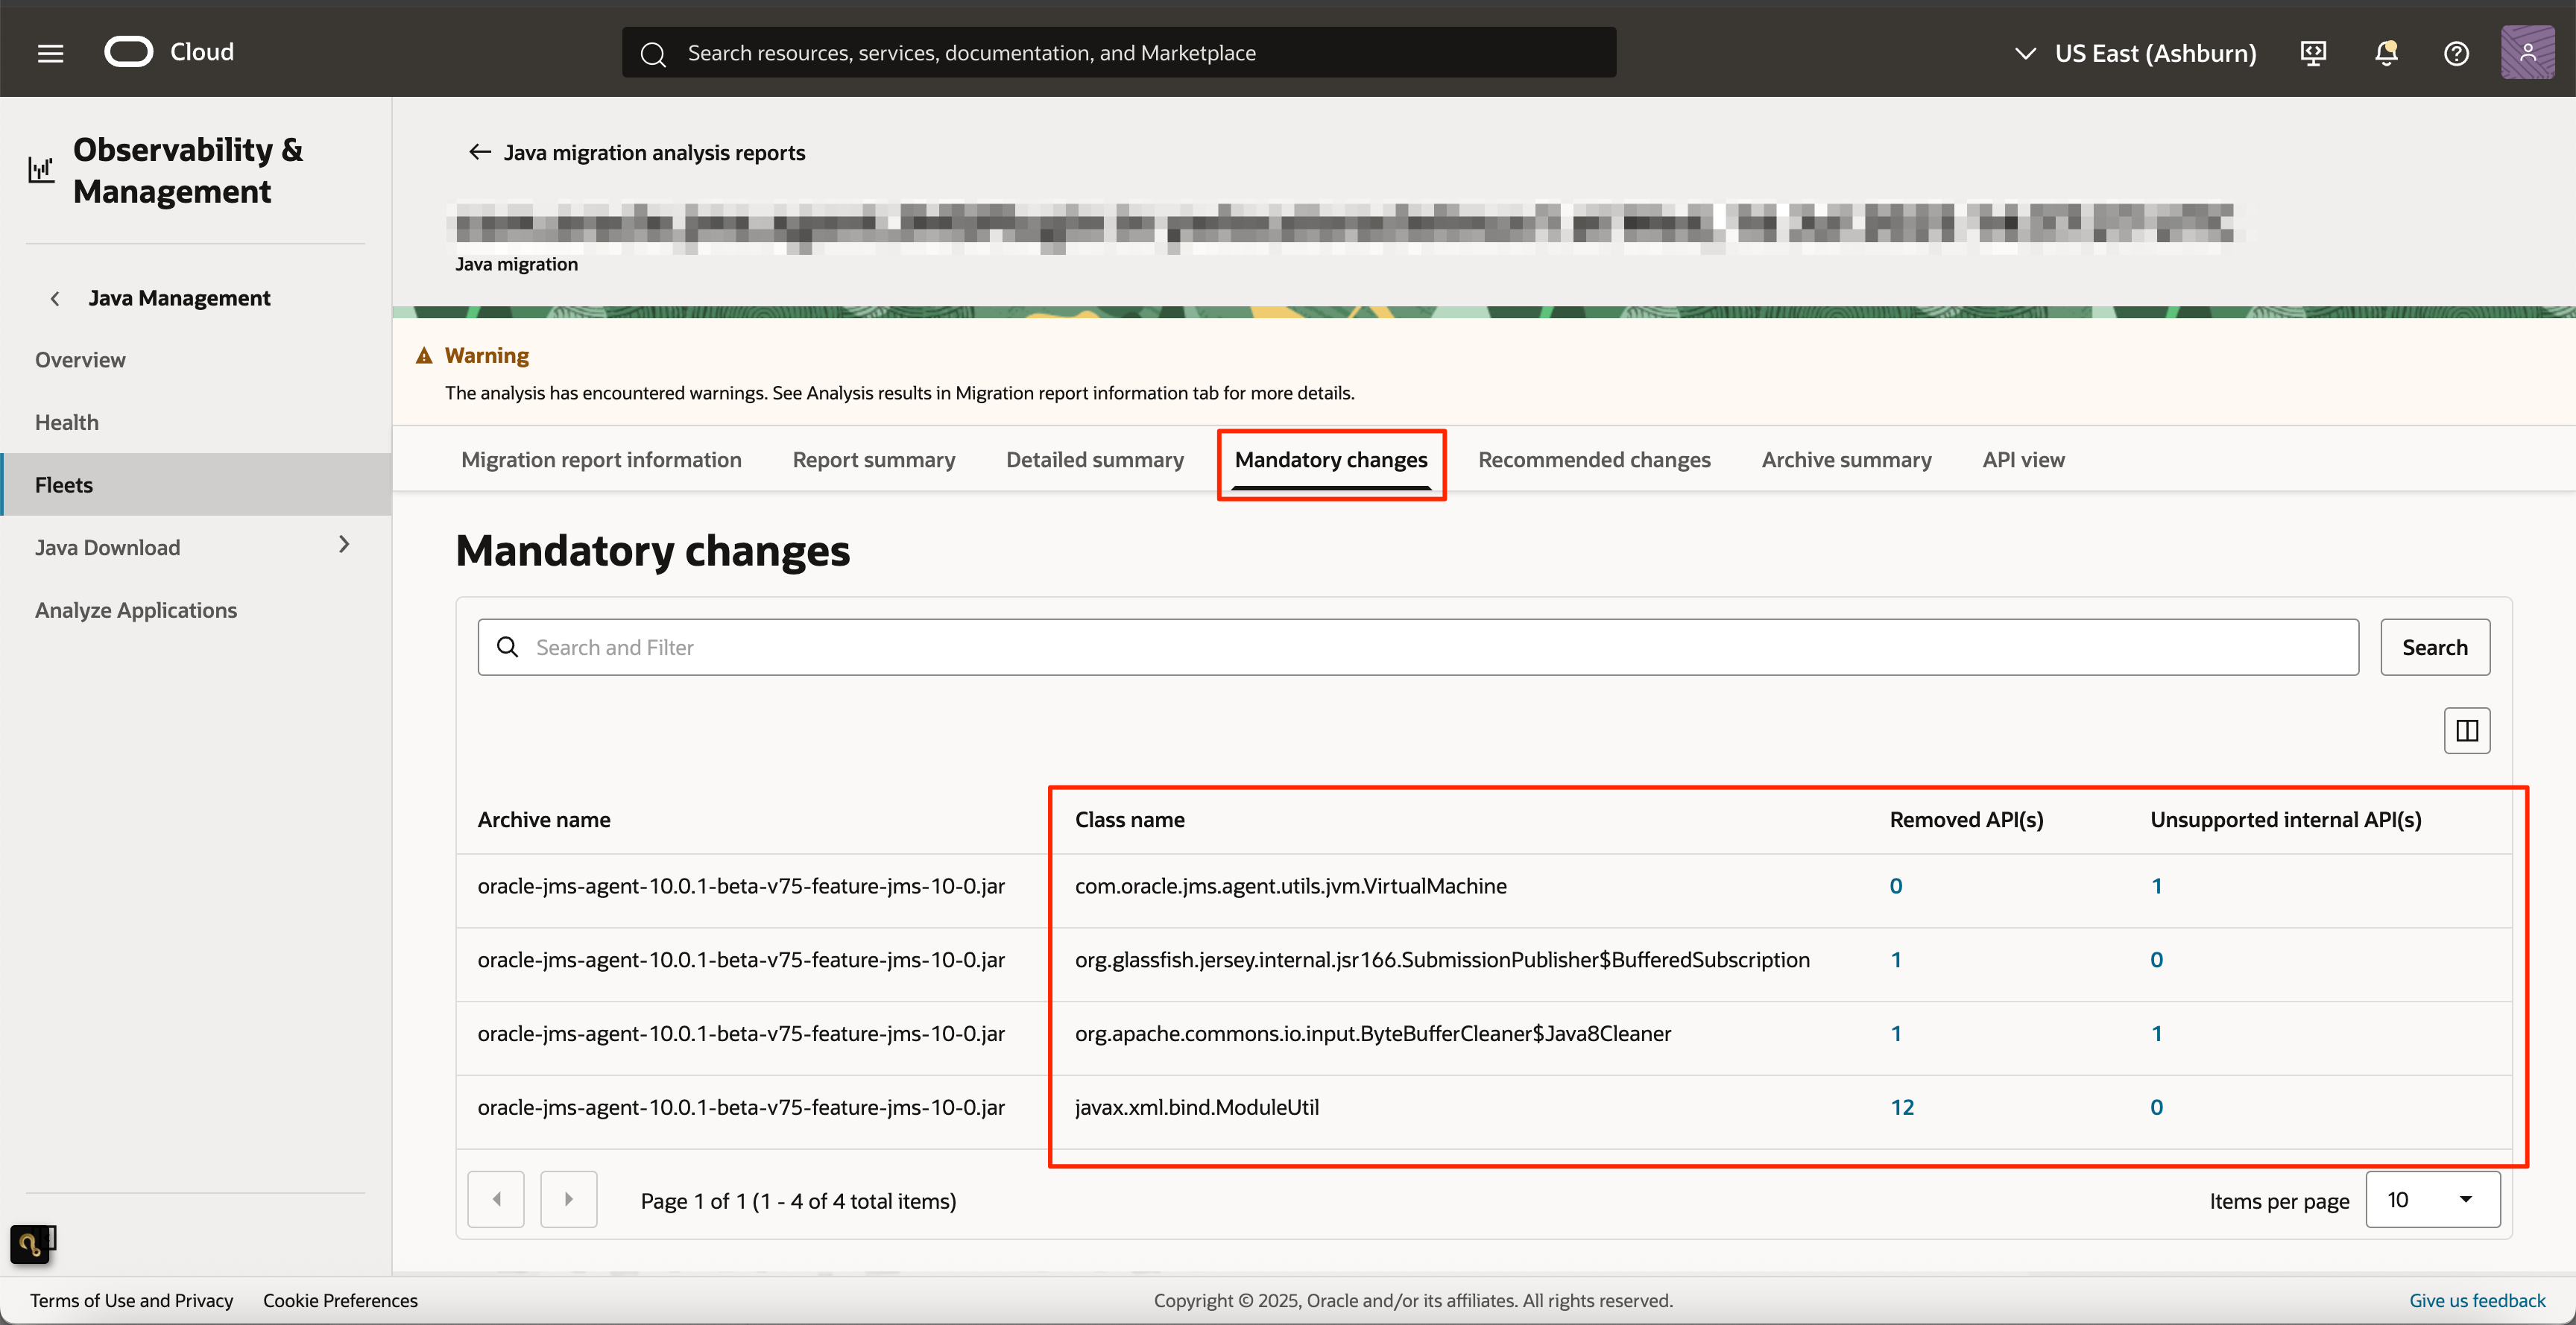 Cloud
Search resources, services, documentation, and Marketplace
US East (Ashburn)
Observability &
Management
Java Management
Overview
Health
Fleets
Java Download
Analyze Applications
Java migration analysis reports
Java migration
Warning
The analysis has encountered warnings. See Analysis results in Migration report information tab for more details.
Migration report information Report summary Detailed summary Mandatory changes Recommended changes Archive summary API view
Mandatory changes
Search and Filter Search
Archive name Class name Removed API(s) Unsupported internal API(s)
oracle-jms-agent-10.0.1-beta-v75-feature-jms-10-0.jar com.oracle.jms.agent.utils.jvm.VirtualMachine 0 1
oracle-jms-agent-10.0.1-beta-v75-feature-jms-10-0.jar org.glassfish.jersey.internal.jsr166.SubmissionPublisher$BufferedSubscription 1 0
oracle-jms-agent-10.0.1-beta-v75-feature-jms-10-0.jar org.apache.commons.io.input.ByteBufferCleaner$Java8Cleaner 1 1
oracle-jms-agent-10.0.1-beta-v75-feature-jms-10-0.jar javax.xml.bind.ModuleUtil 12 0
Page 1 of 1 (1 - 4 of 4 total items) Items per page 10
Terms of Use and Privacy Cookie Preferences Copyright © 2025, Oracle and/or its affiliates. All rights reserved. Give us feedback